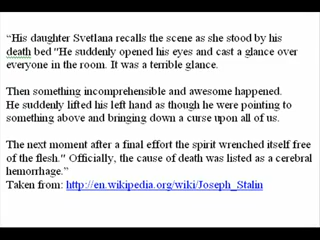 “His daughter Svetlana recalls the scene as she stood by his
death bed "He suddenly opened his eyes and cast a glance over
everyone in the room. It was a terrible glance.
Then something incomprehensible and awesome happened.
He suddenly lifted his left hand as though he were pointing to
something above and bringing down a curse upon all of us.
The next moment after a final effort the spirit wrenched itself free
of the flesh." Officially, the cause of death was listed as a cerebral
hemorrhage.”
Taken from: http://en.wikipedia.org/wiki/Joseph_Stalin